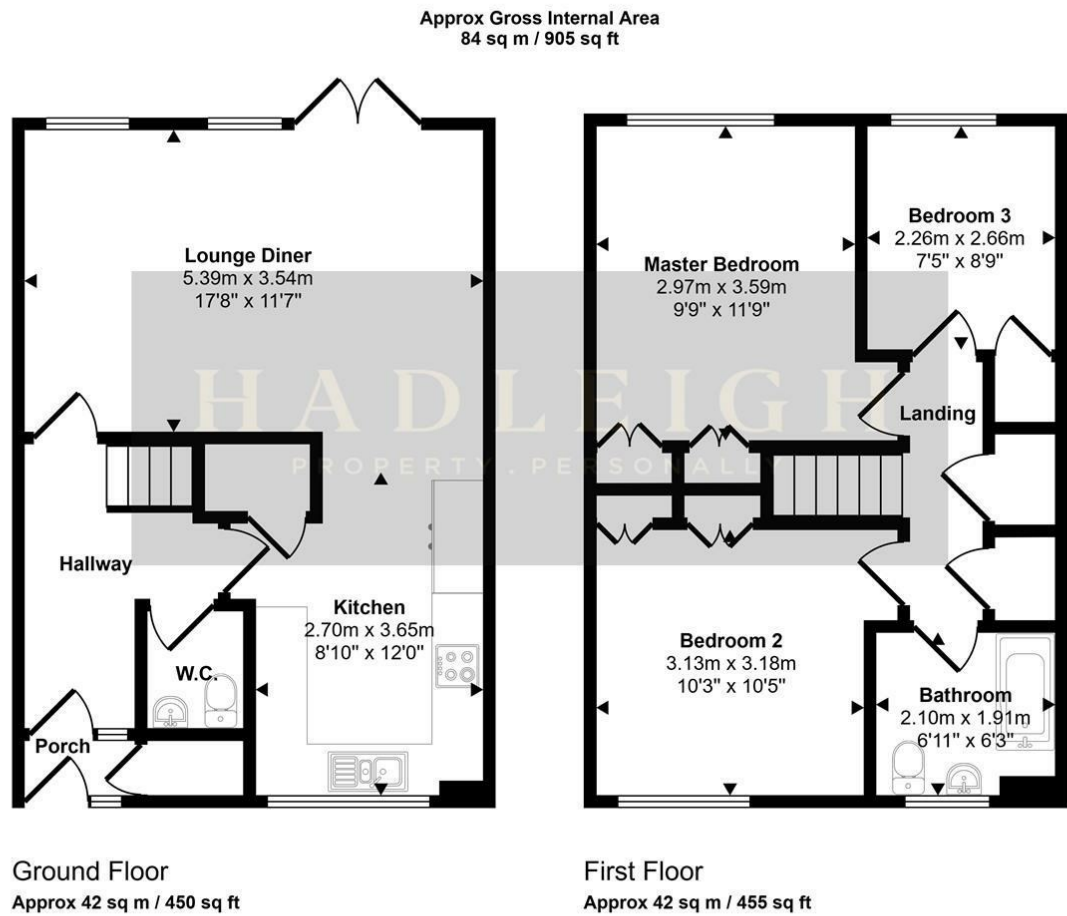 Approx Gross Internal Area
84 sq m / 905 sq ft
Lounge Diner
5.39m x 3.54m
17'8" x 11'7"
Hallway
Kitchen
2.70m x 3.65m
8'10" x 12'0"
W.C.
Porch
Ground Floor
Approx 42 sq m / 450 sq ft
Master Bedroom
2.97m x 3.59m
9'9" x 11'9"
Bedroom 3
2.26m x 2.66m
7'5" x 8'9"
Landing
Bedroom 2
3.13m x 3.18m
10'3" x 10'5"
Bathroom
2.10m x 1.91m
6'11" x 6'3"
First Floor
Approx 42 sq m / 455 sq ft
HADLEIGH
PROPERTY. PERSONALLY